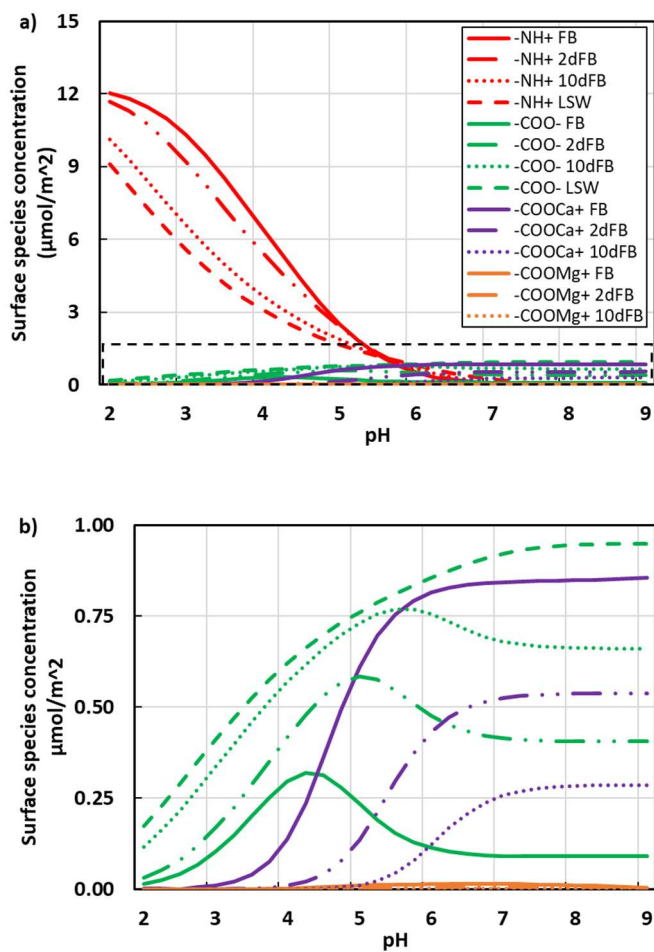 a)
-NH+ FB
-NH+ 2dFB
-NH+ 10dFB
-NH+ LSW
-COO- FB
-COO- 2dFB
-COO- 10dFB
-COO- LSW
-COOCa+ FB
-COOCa+ 2dFB
-COOCa+ 10dFB
-COOMg+ FB
-COOMg+ 2dFB
-COOMg+ 10dFB
Surface species concentration
(µmol/m^2)
15
12
9
6
3
0
2 3 4 5 6 7 8 9
pH
b)
Surface species concentration
µmol/m^2
1.00
0.75
0.50
0.25
0.00
2 3 4 5 6 7 8 9
pH